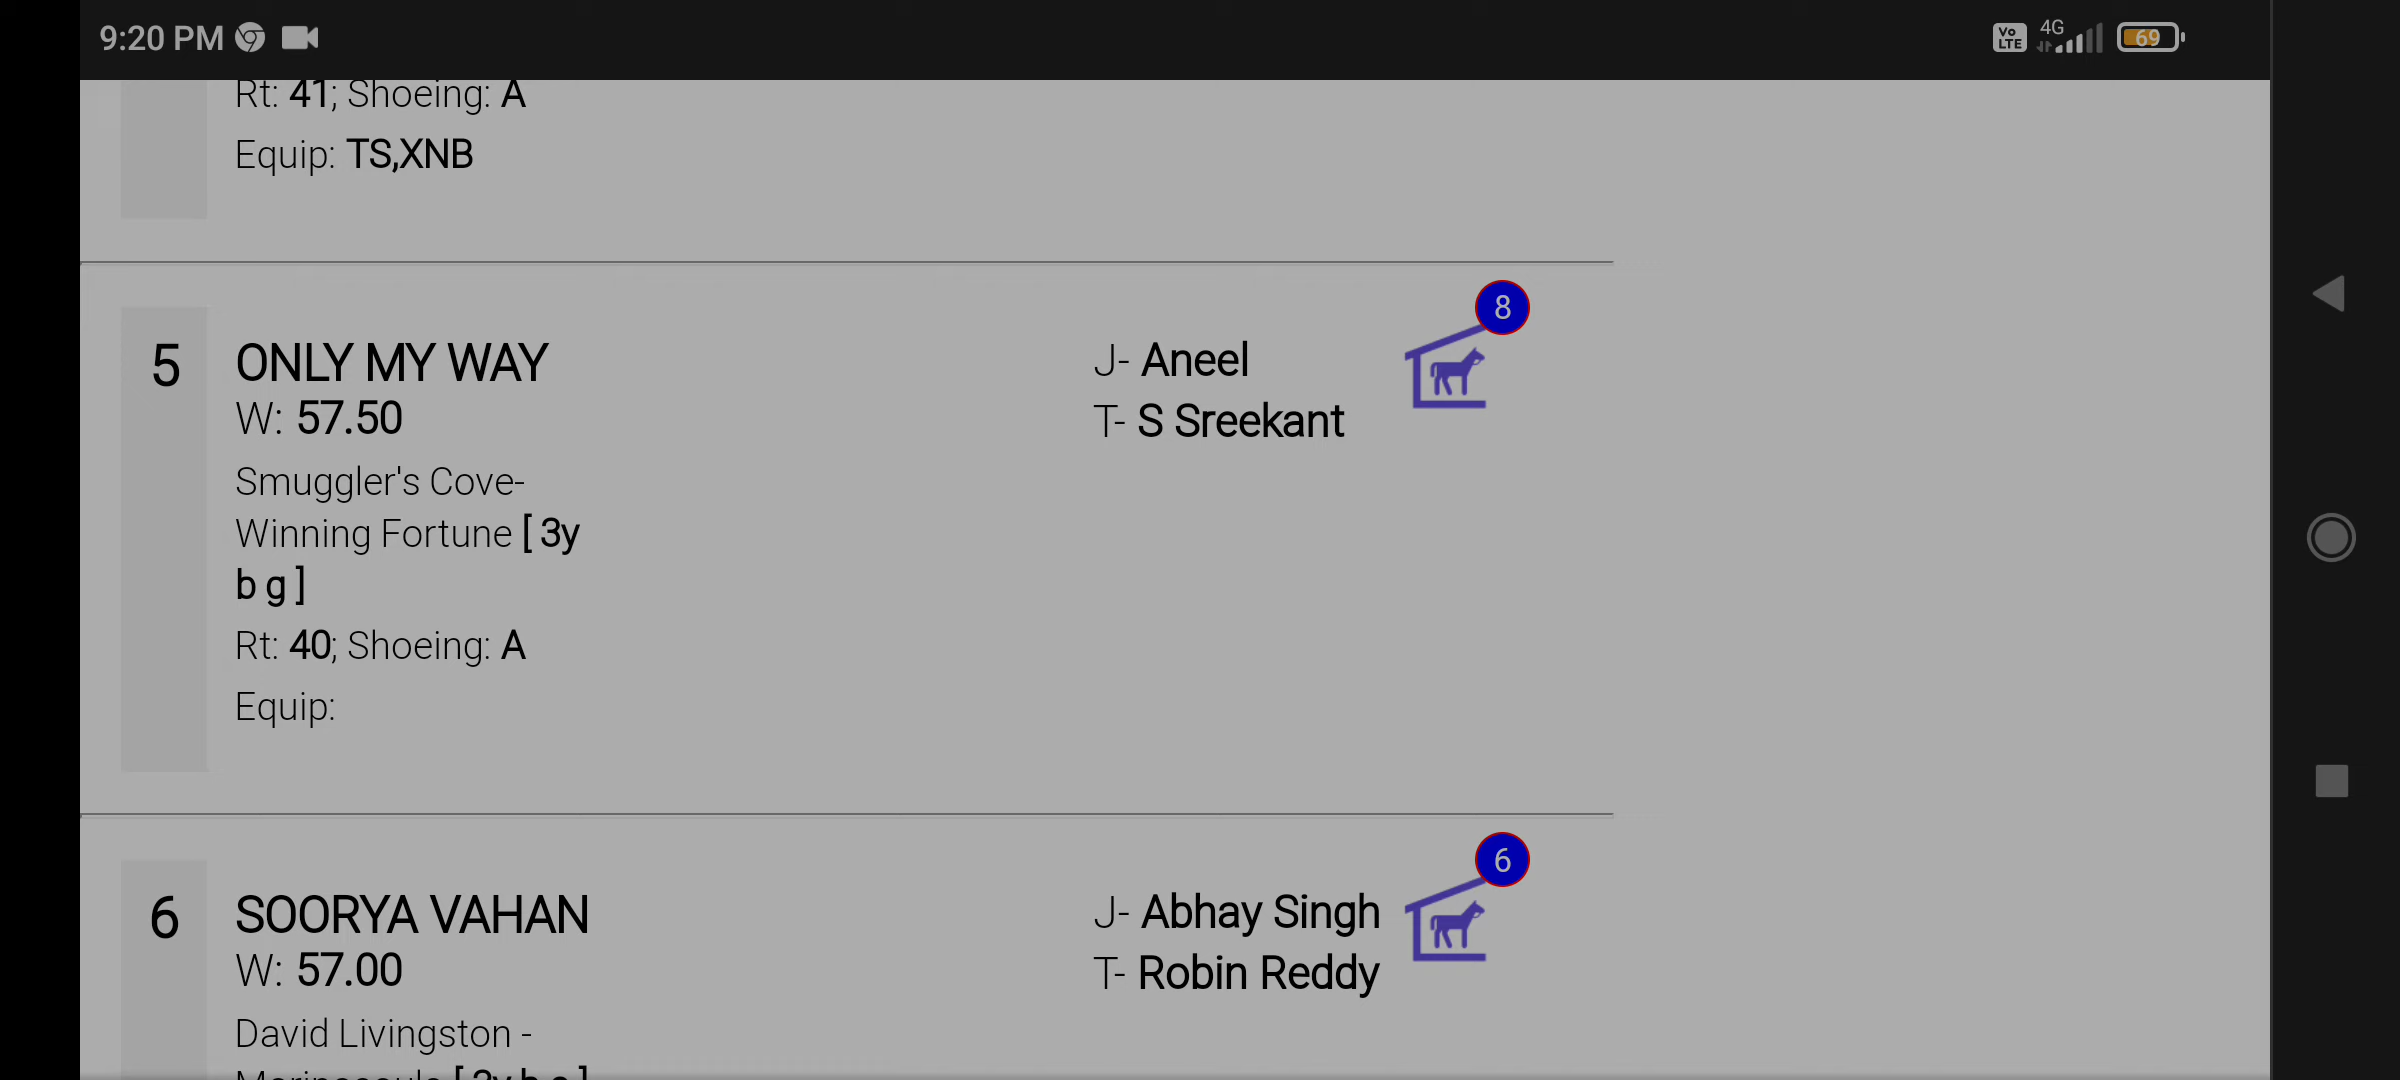 9:20 PM
Vo LTE 4G 69
Rt: 41; Shoeing: A
Equip: TS,XNB
5
ONLY MY WAY
W: 57.50
Smuggler's Cove-
Winning Fortune [ 3y
b g ]
Rt: 40; Shoeing: A
Equip:
J- Aneel
T- S Sreekant
8
6
SOORYA VAHAN
W: 57.00
David Livingston -
J- Abhay Singh
T- Robin Reddy
6